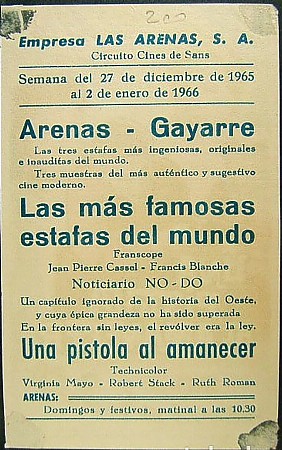 200
Empresa LAS ARENAS, S. A.
Circuito Cines de Sans
Semana del 27 de diciembre de 1965
al 2 de enero de 1966
Arenas - Gayarre
Las tres estafas más ingeniosas, originales
e inauditas del mundo.
Tres muestras del más auténtico y sugestivo
cine moderno.
Las más famosas
estafas del mundo
Franscope
Jean Pierre Cassel - Francis Blanche
Noticiario NO-DO
Un capítulo ignorado de la historia del Oeste,
y cuya épica grandeza no ha sido superada
En la frontera sin leyes, el revólver era la ley.
Una pistola al amanecer
Technicolor
Virginia Mayo - Robert Stack - Ruth Roman
ARENAS:
Domingos y festivos, matinal a las 10.30